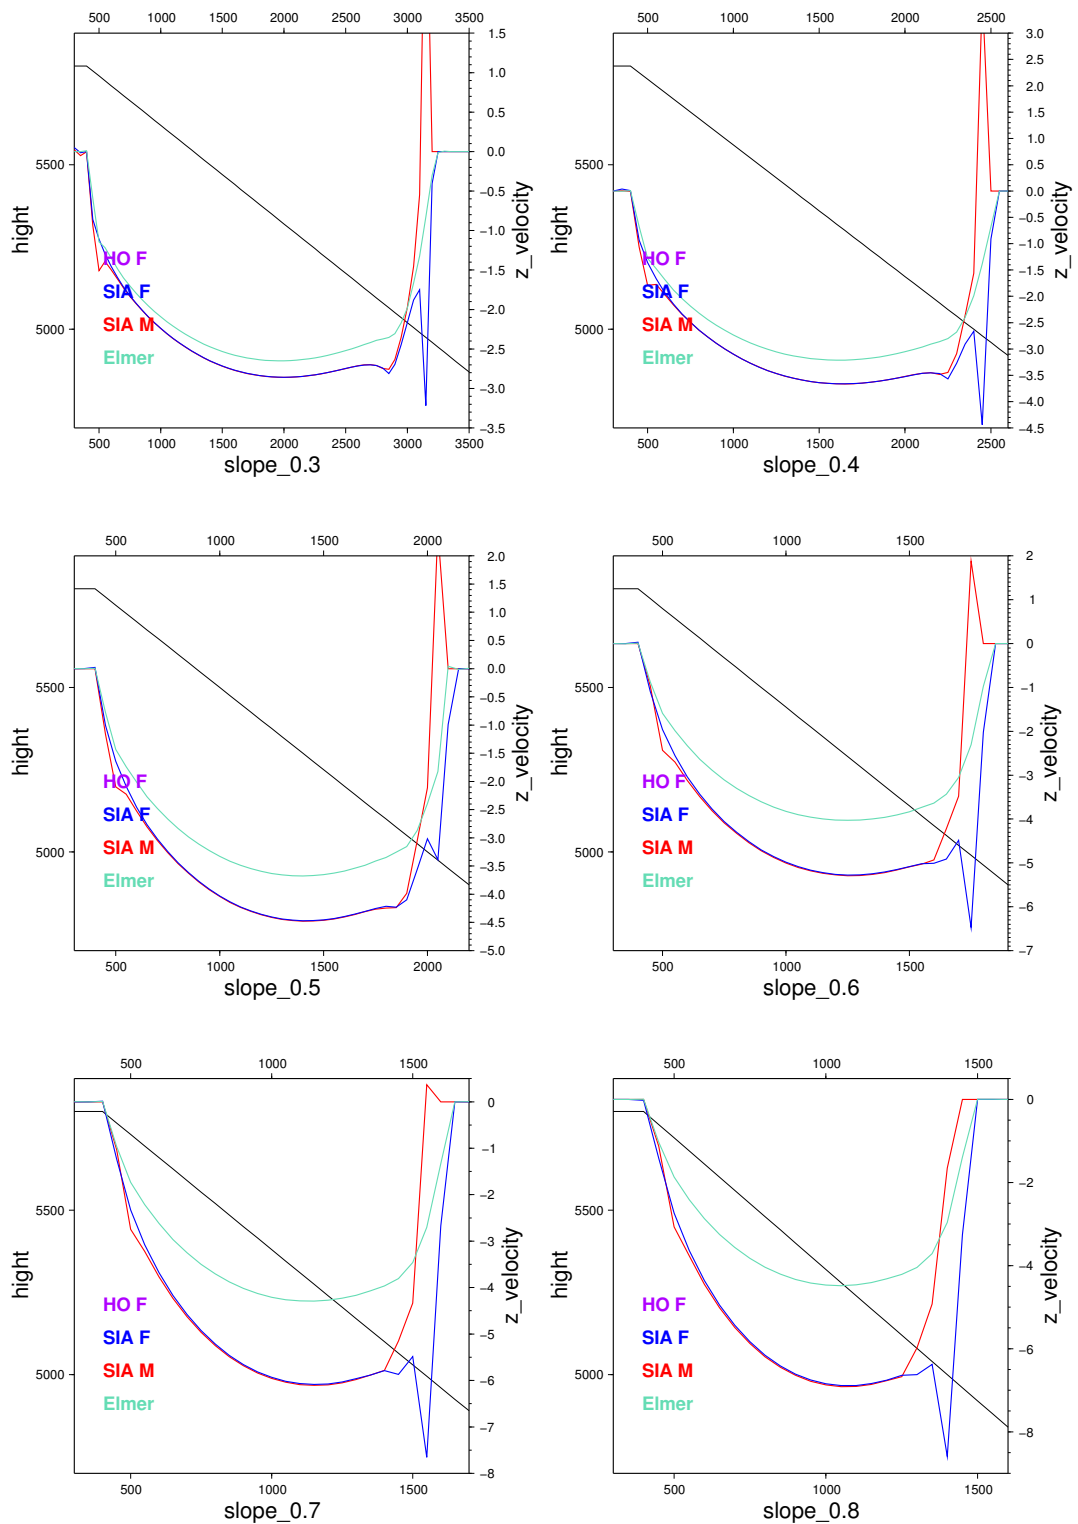 500 1000 1500 2000 2500 3000 3500
1.5
1.0
0.5
0.0
−0.5
−1.0
−1.5
−2.0
−2.5
−3.0
−3.5
5500
5000
hight
z_velocity
HO F
SIA F
SIA M
Elmer
500 1000 1500 2000 2500 3000 3500
slope_0.3
500 1000 1500 2000 2500
3.0
2.5
2.0
1.5
1.0
0.5
0.0
−0.5
−1.0
−1.5
−2.0
−2.5
−3.0
−3.5
−4.0
−4.5
5500
5000
hight
z_velocity
HO F
SIA F
SIA M
Elmer
500 1000 1500 2000 2500
slope_0.4
500 1000 1500 2000
2.0
1.5
1.0
0.5
0.0
−0.5
−1.0
−1.5
−2.0
−2.5
−3.0
−3.5
−4.0
−4.5
−5.0
5500
5000
hight
z_velocity
HO F
SIA F
SIA M
Elmer
500 1000 1500 2000
slope_0.5
500 1000 1500
2
1
0
−1
−2
−3
−4
−5
−6
−7
5500
5000
hight
z_velocity
HO F
SIA F
SIA M
Elmer
500 1000 1500
slope_0.6
500 1000 1500
0
−1
−2
−3
−4
−5
−6
−7
−8
5500
5000
hight
z_velocity
HO F
SIA F
SIA M
Elmer
500 1000 1500
slope_0.7
500 1000 1500
0
−2
−4
−6
−8
5500
5000
hight
z_velocity
HO F
SIA F
SIA M
Elmer
500 1000 1500
slope_0.8